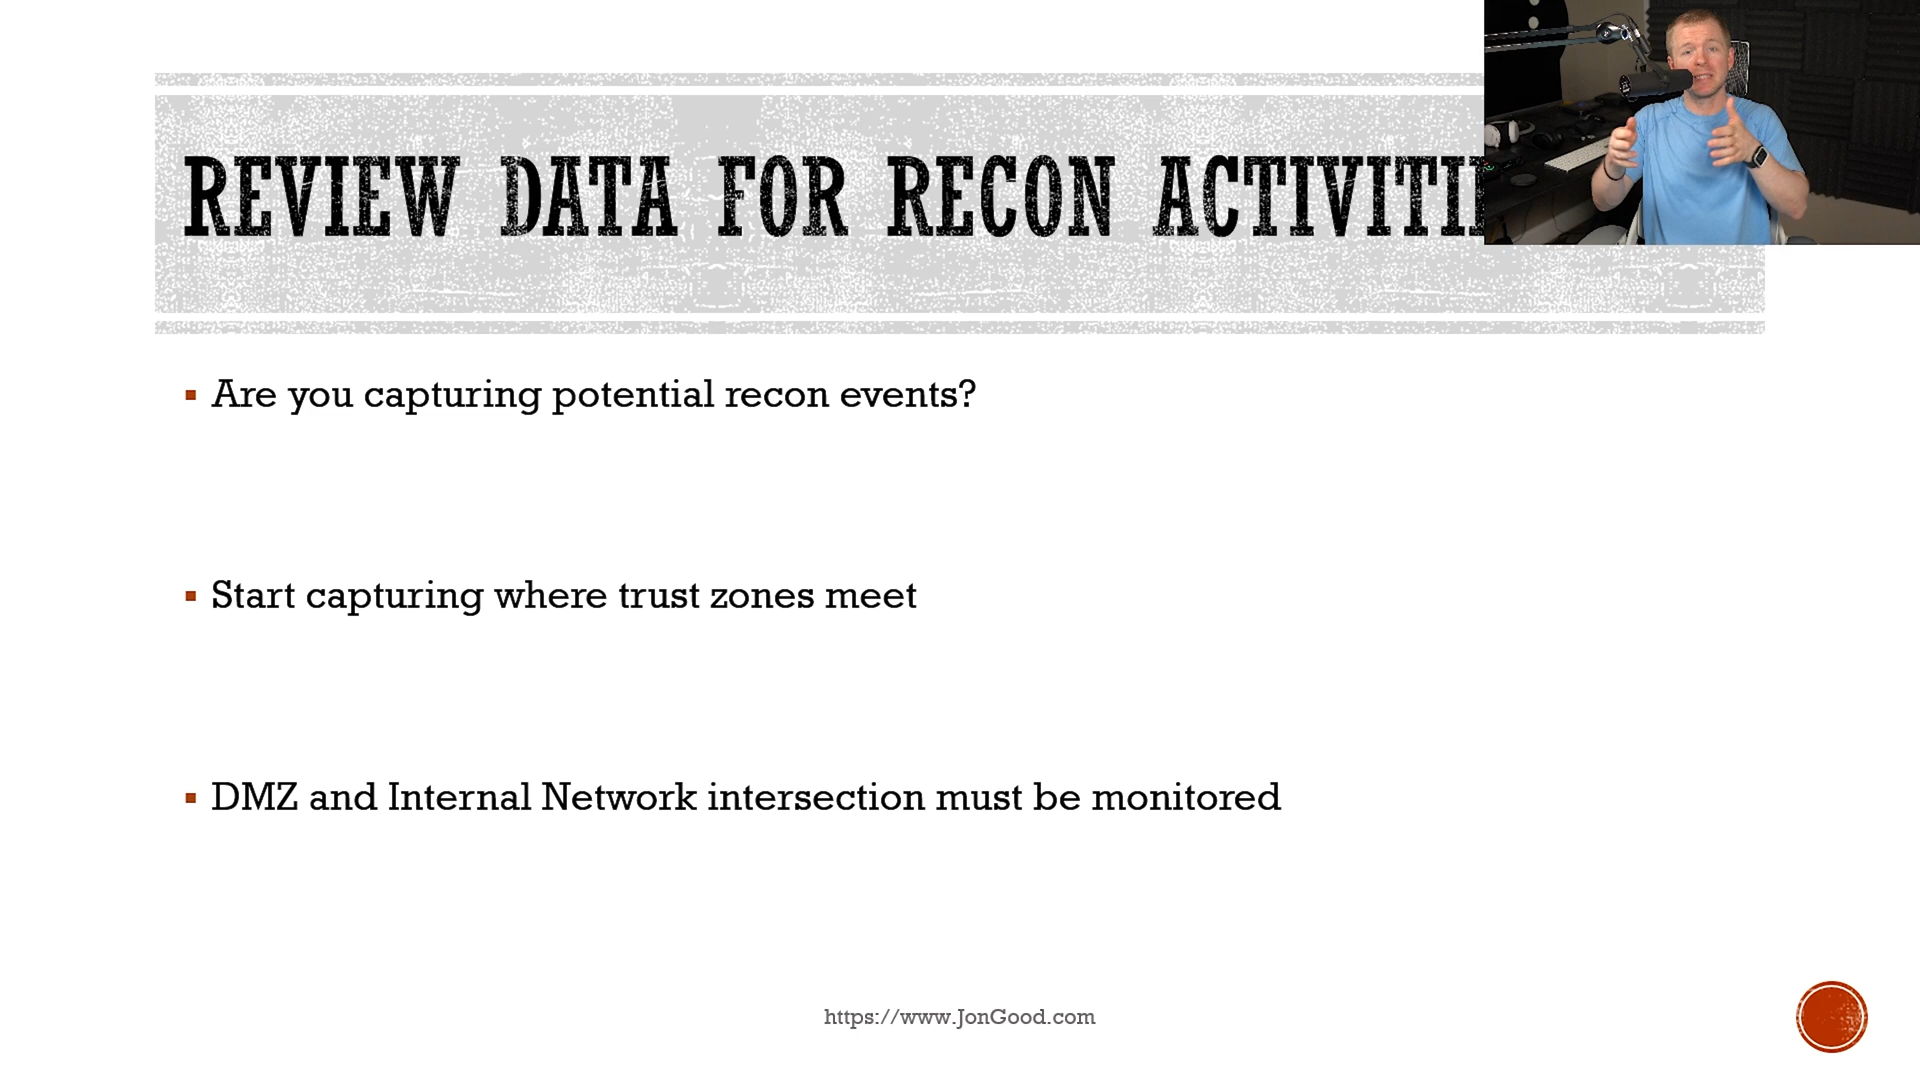 REVIEW DATA FOR RECON
Are you capturing potential recon events?
Start capturing where trust zones meet
DMZ and Internal Network intersection must be monitored
https://www.JonGood.com